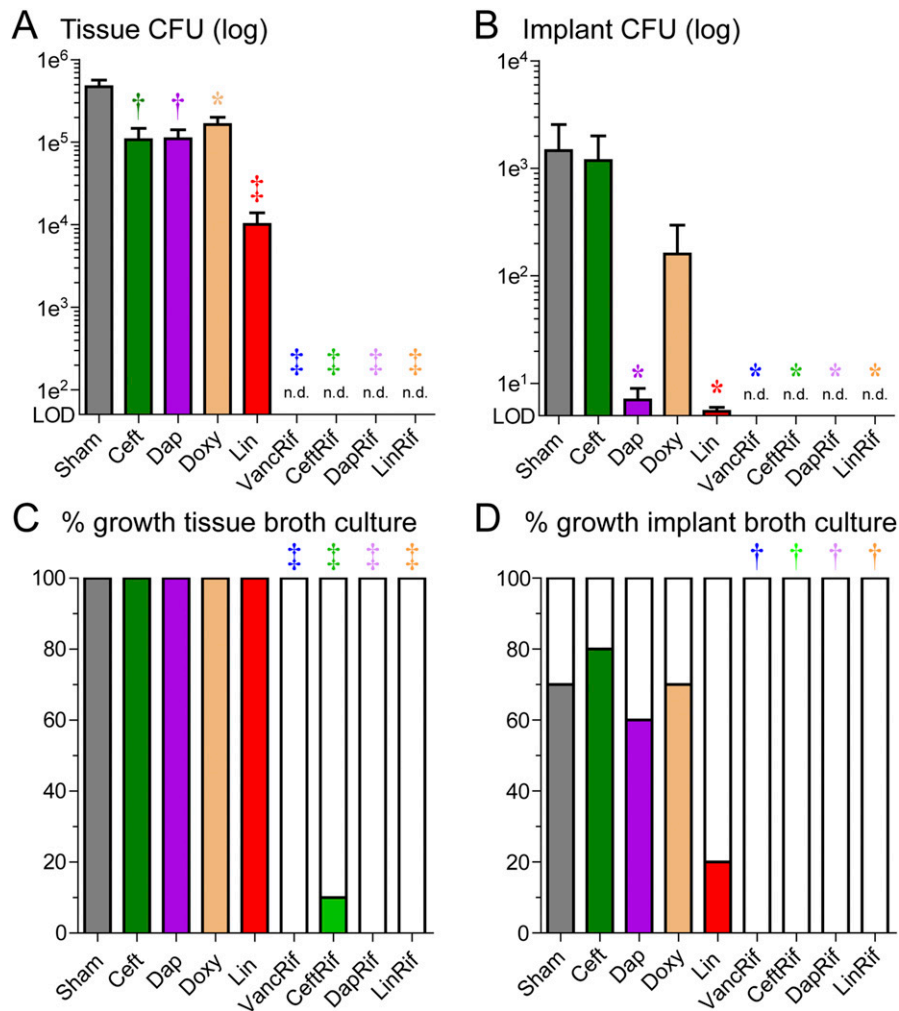 A Tissue CFU (log)
1e⁶
1e⁵
1e⁴
1e³
1e²
LOD
† † * ‡ ‡ ‡ ‡ ‡
n.d. n.d. n.d. n.d.
Sham Ceft Dap Doxy Lin VancRif CeftRif DapRif LinRif
B Implant CFU (log)
1e⁴
10³
10²
1e¹
LOD
* * * * * *
n.d. n.d. n.d. n.d.
Sham Ceft Dap Doxy Lin VancRif CeftRif DapRif LinRif
C % growth tissue broth culture
‡ ‡ ‡ ‡
100
80
60
40
20
0
Sham Ceft Dap Doxy Lin VancRif CeftRif DapRif LinRif
D % growth implant broth culture
† † † †
100
80
60
40
20
0
Sham Ceft Dap Doxy Lin VancRif CeftRif DapRif LinRif